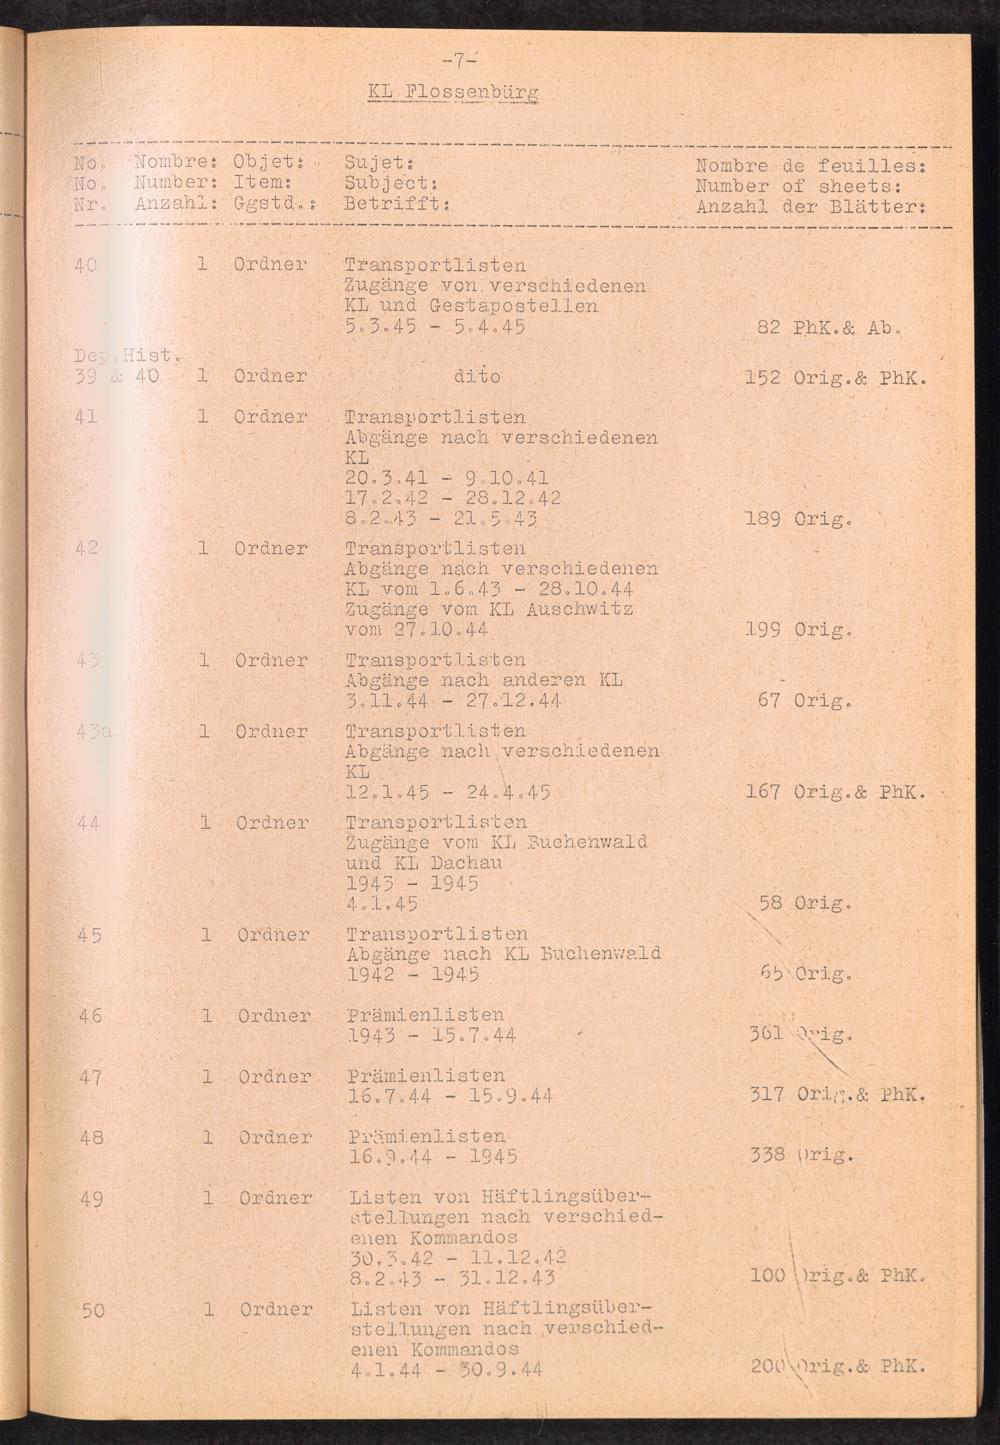 -7-
KL Flossenbürg
No. Nombre: Objet: Sujet: Nombre de feuilles:
No. Number: Item: Subject: Number of sheets:
Nr. Anzahl: Ggstd.: Betrifft: Anzahl der Blätter:
40 1 Ordner Transportlisten
Zugänge von verschiedenen
KL und Gestapostellen
5.3.45 - 5.4.45 82 PhK.& Ab.
Dep.Hist.
39 & 40 1 Ordner dito 152 Orig.& PhK.
41 1 Ordner Transportlisten
Abgänge nach verschiedenen
KL
20.3.41 - 9.10.41
17.2.42 - 28.12.42
8.2.43 - 21.5.43 189 Orig.
42 1 Ordner Transportlisten
Abgänge nach verschiedenen
KL vom 1.6.43 - 28.10.44
Zugänge vom KL Auschwitz
vom 27.10.44 199 Orig.
43 1 Ordner Transportlisten
Abgänge nach anderen KL
3.11.44 - 27.12.44 67 Orig.
43a 1 Ordner Transportlisten
Abgänge nach verschiedenen
KL
12.1.45 - 24.4.45 167 Orig.& PhK.
44 1 Ordner Transportlisten
Zugänge vom KL Buchenwald
und KL Dachau
1943 - 1945
4.1.45 58 Orig.
45 1 Ordner Transportlisten
Abgänge nach KL Buchenwald
1942 - 1945 65 Orig.
46 1 Ordner Prämienlisten
1943 - 15.7.44 361 Orig.
47 1 Ordner Prämienlisten
16.7.44 - 15.9.44 317 Orig.& PhK.
48 1 Ordner Prämienlisten
16.9.44 - 1945 338 Orig.
49 1 Ordner Listen von Häftlingsüber-
stellungen nach verschied-
enen Kommandos
30.3.42 - 11.12.42
8.2.43 - 31.12.43 100 Orig.& PhK.
50 1 Ordner Listen von Häftlingsüber-
stellungen nach verschied-
enen Kommandos
4.1.44 - 30.9.44 200 Orig.& PhK.